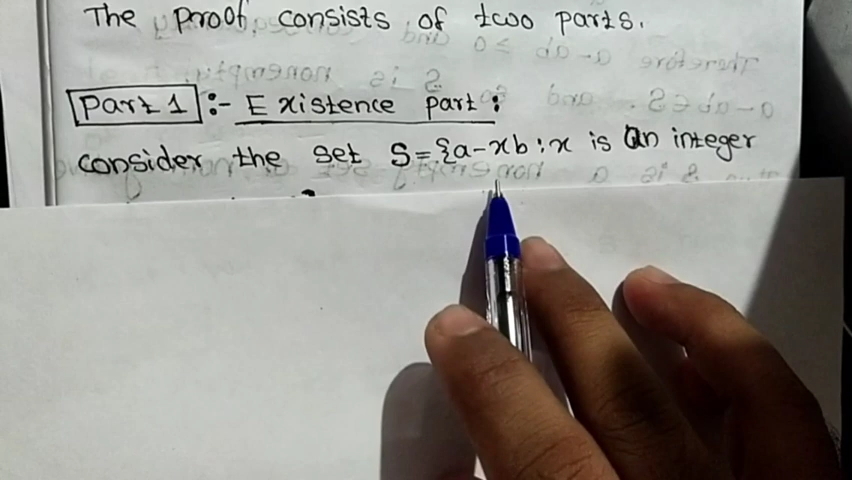 The proof consists of two parts.
Part 1 :- Existence part:
consider the set S={a-xb:x is an integer